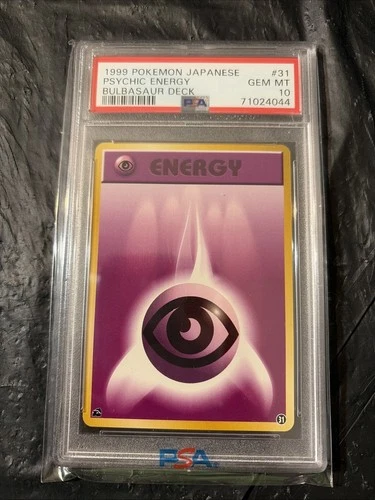 1999 POKEMON JAPANESE #31
PSYCHIC ENERGY GEM MT
BULBASAUR DECK 10
PSA 71024044
ENERGY
31
PSA